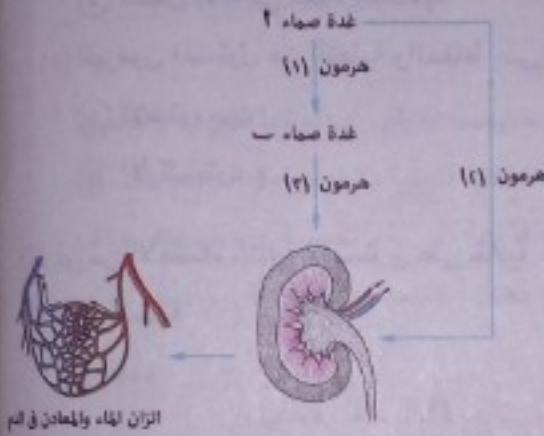 غدة صماء أ
هرمون (١)
غدة صماء ب
هرمون (٣)
هرمون (٢)
اتزان الماء والمعادن في الدم